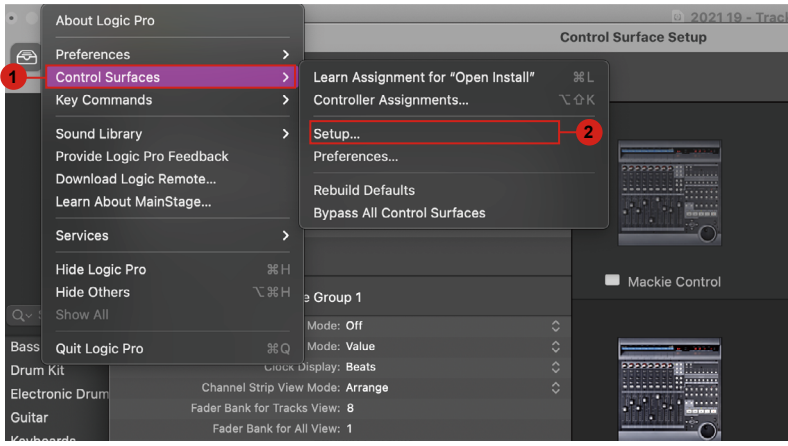 2021 19 - Track
Control Surface Setup
About Logic Pro
Preferences
1
Control Surfaces
Key Commands
Sound Library
Provide Logic Pro Feedback
Download Logic Remote...
Learn About MainStage...
Services
Hide Logic Pro ⌘H
Hide Others ⌥⌘H
Show All
Quit Logic Pro ⌘Q
Learn Assignment for “Open Install” ⌘L
Controller Assignments... ⌥⇧K
Setup...
2
Preferences...
Rebuild Defaults
Bypass All Control Surfaces
Mackie Control
e Group 1
Mode: Off
Mode: Value
Clock Display: Beats
Channel Strip View Mode: Arrange
Fader Bank for Tracks View: 8
Fader Bank for All View: 1
Bass
Drum Kit
Electronic Drum
Guitar
Keyboards